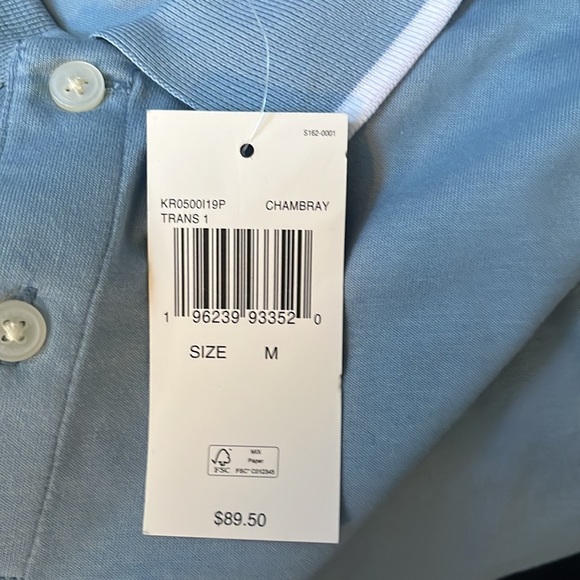 S162-0001
KR0500I19P CHAMBRAY
TRANS 1
1 96239 93352 0
SIZE M
MIX
Paper
FSC FSC® C012345
$89.50